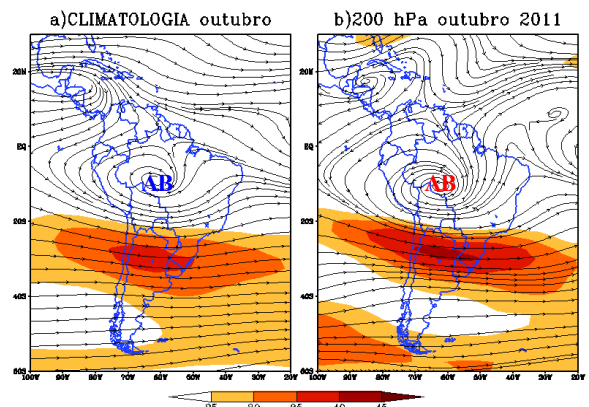 a)CLIMATOLOGIA outubro b)200 hPa outubro 2011
20N 20N
EQ EQ
AB AB
20S 20S
40S 40S
60S 60S
100W 90W 80W 70W 60W 50W 40W 30W 20W 100W 90W 80W 70W 60W 50W 40W 30W 20W
25 30 35 40 45